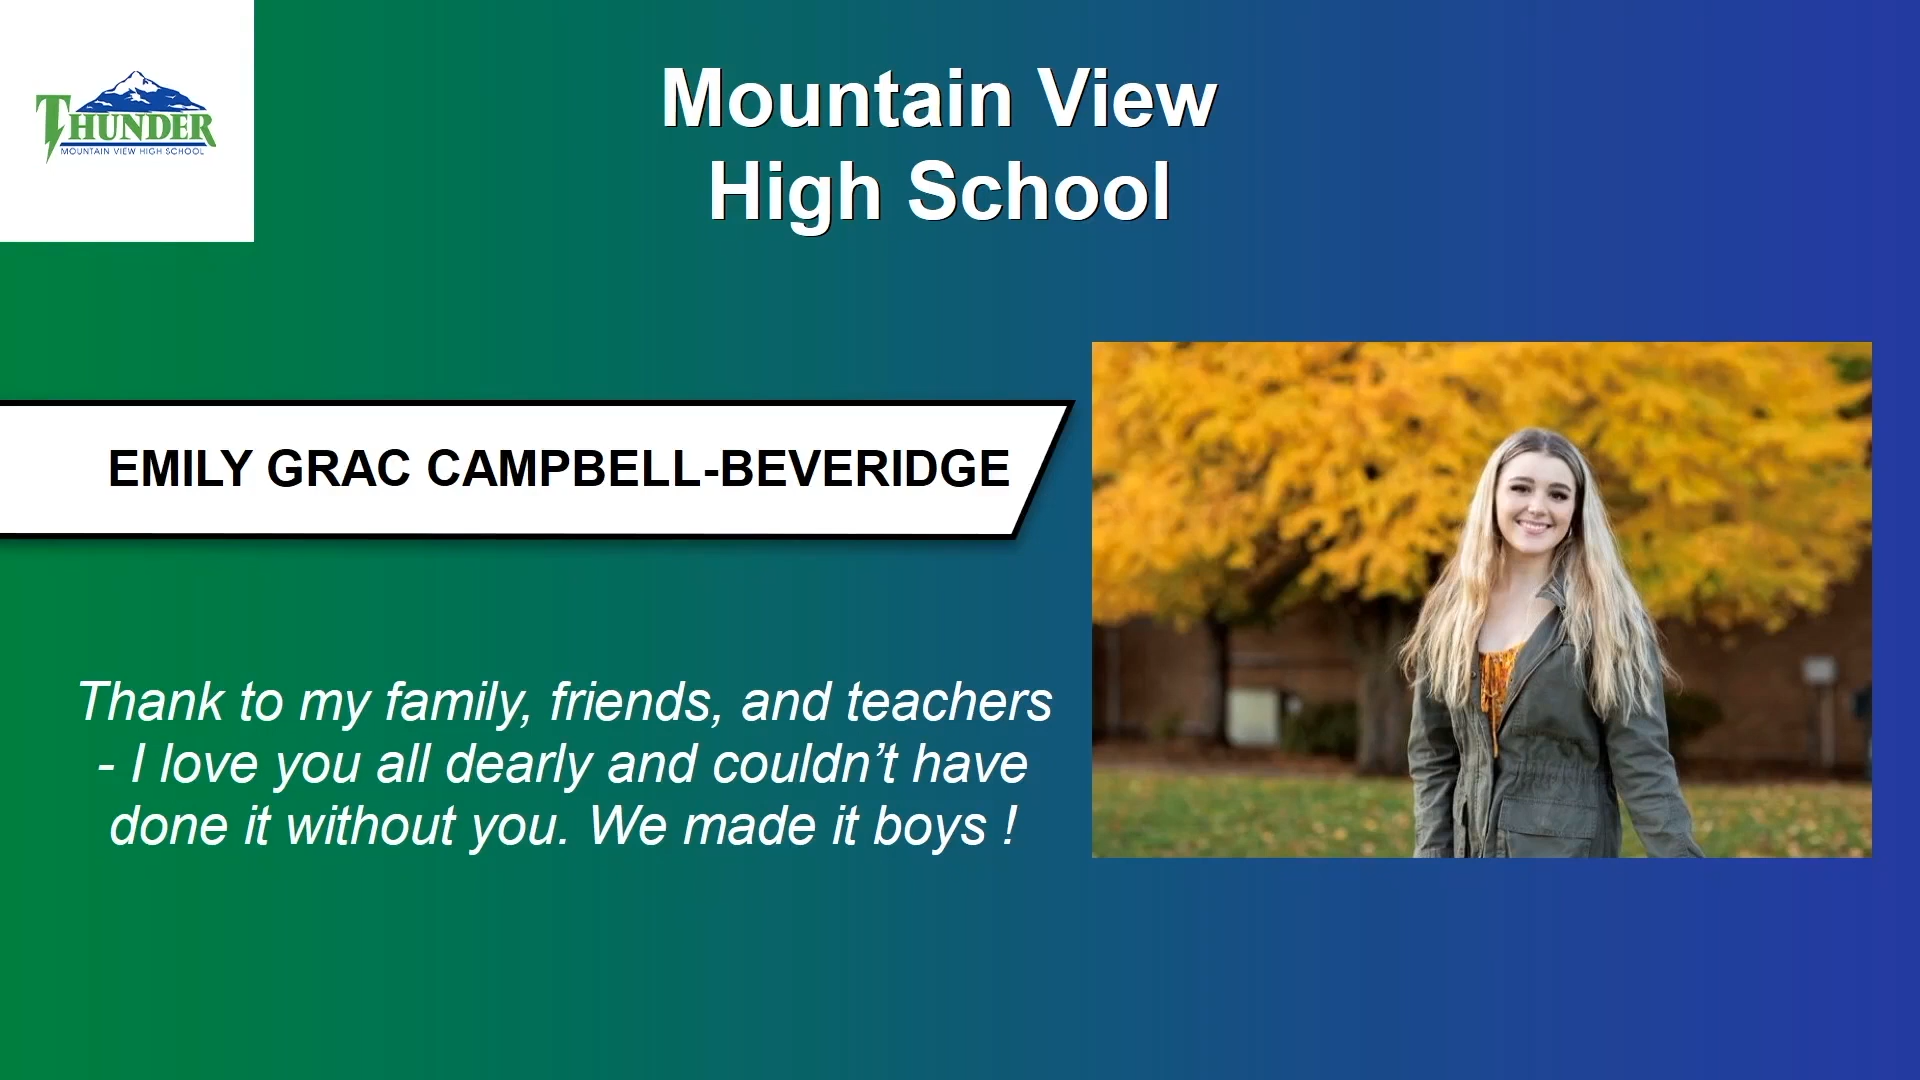 THUNDER
MOUNTAIN VIEW HIGH SCHOOL
Mountain View
High School
EMILY GRAC CAMPBELL-BEVERIDGE
Thank to my family, friends, and teachers
- I love you all dearly and couldn’t have
done it without you. We made it boys !